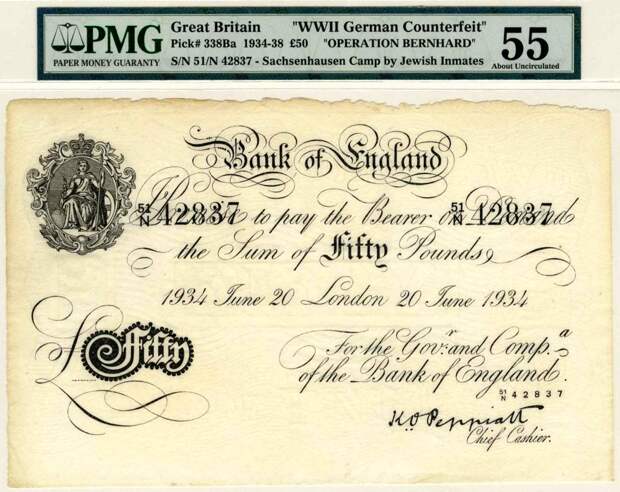 PMG
PAPER MONEY GUARANTY
Great Britain "WWII German Counterfeit"
Pick# 338Ba 1934-38 £50 "OPERATION BERNHARD"
S/N 51/N 42837 - Sachsenhausen Camp by Jewish Inmates
55
About Uncirculated
Bank of England
51/N 42837 51/N 42837
to pay the Bearer on Demand
the Sum of Fifty Pounds
1934 June 20 London 20 June 1934
£ Fifty
For the Govr. and Compa.
of the Bank of England.
51/N 42837
K.O. Peppiatt
Chief Cashier.